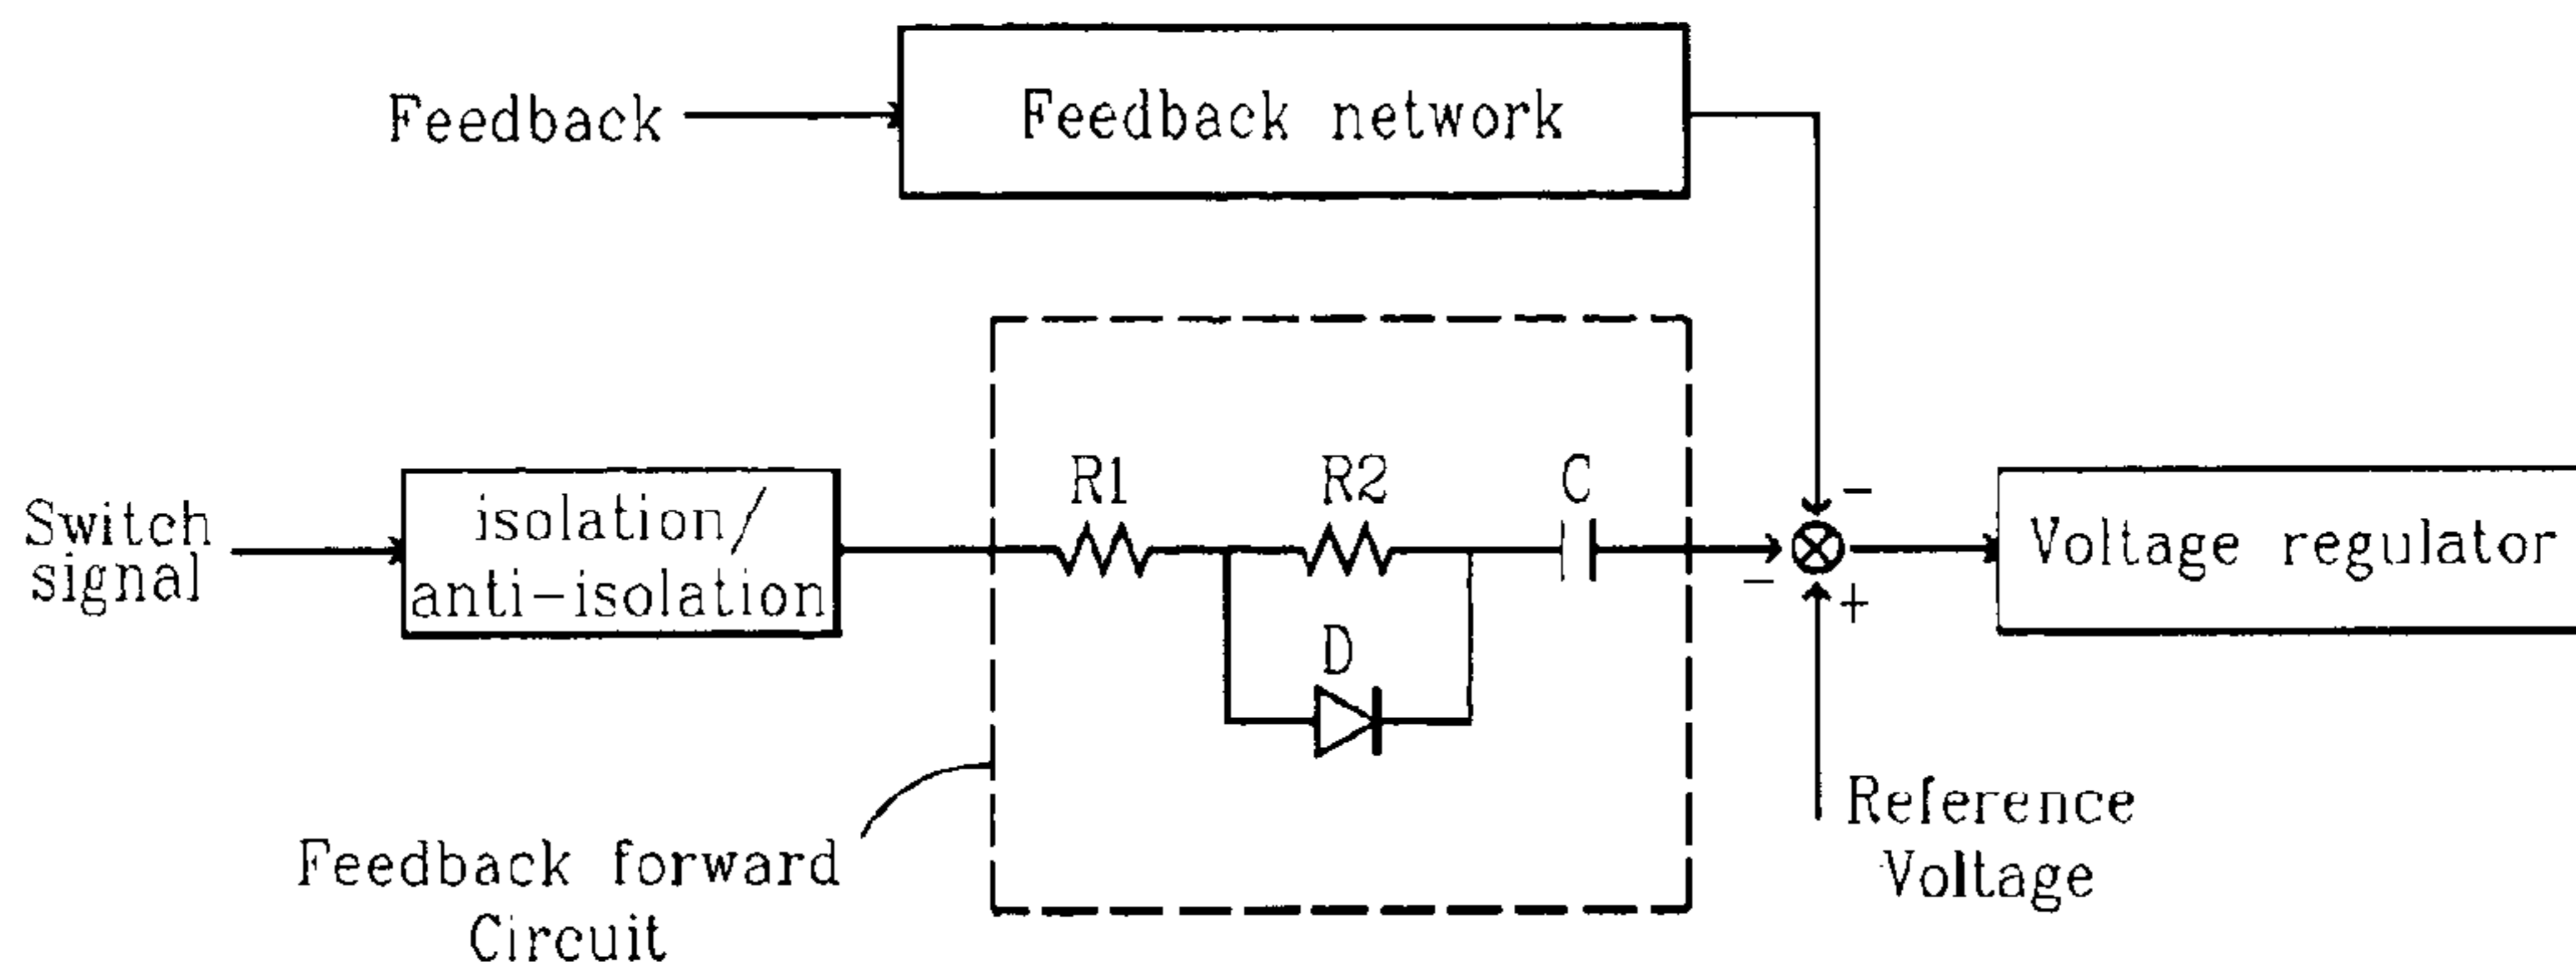 Feedback
Feedback network
Switch
signal
isolation/
anti-isolation
R1
R2
C
D
-
-
+
Voltage regulator
Reference
Voltage
Feedback forward
Circuit